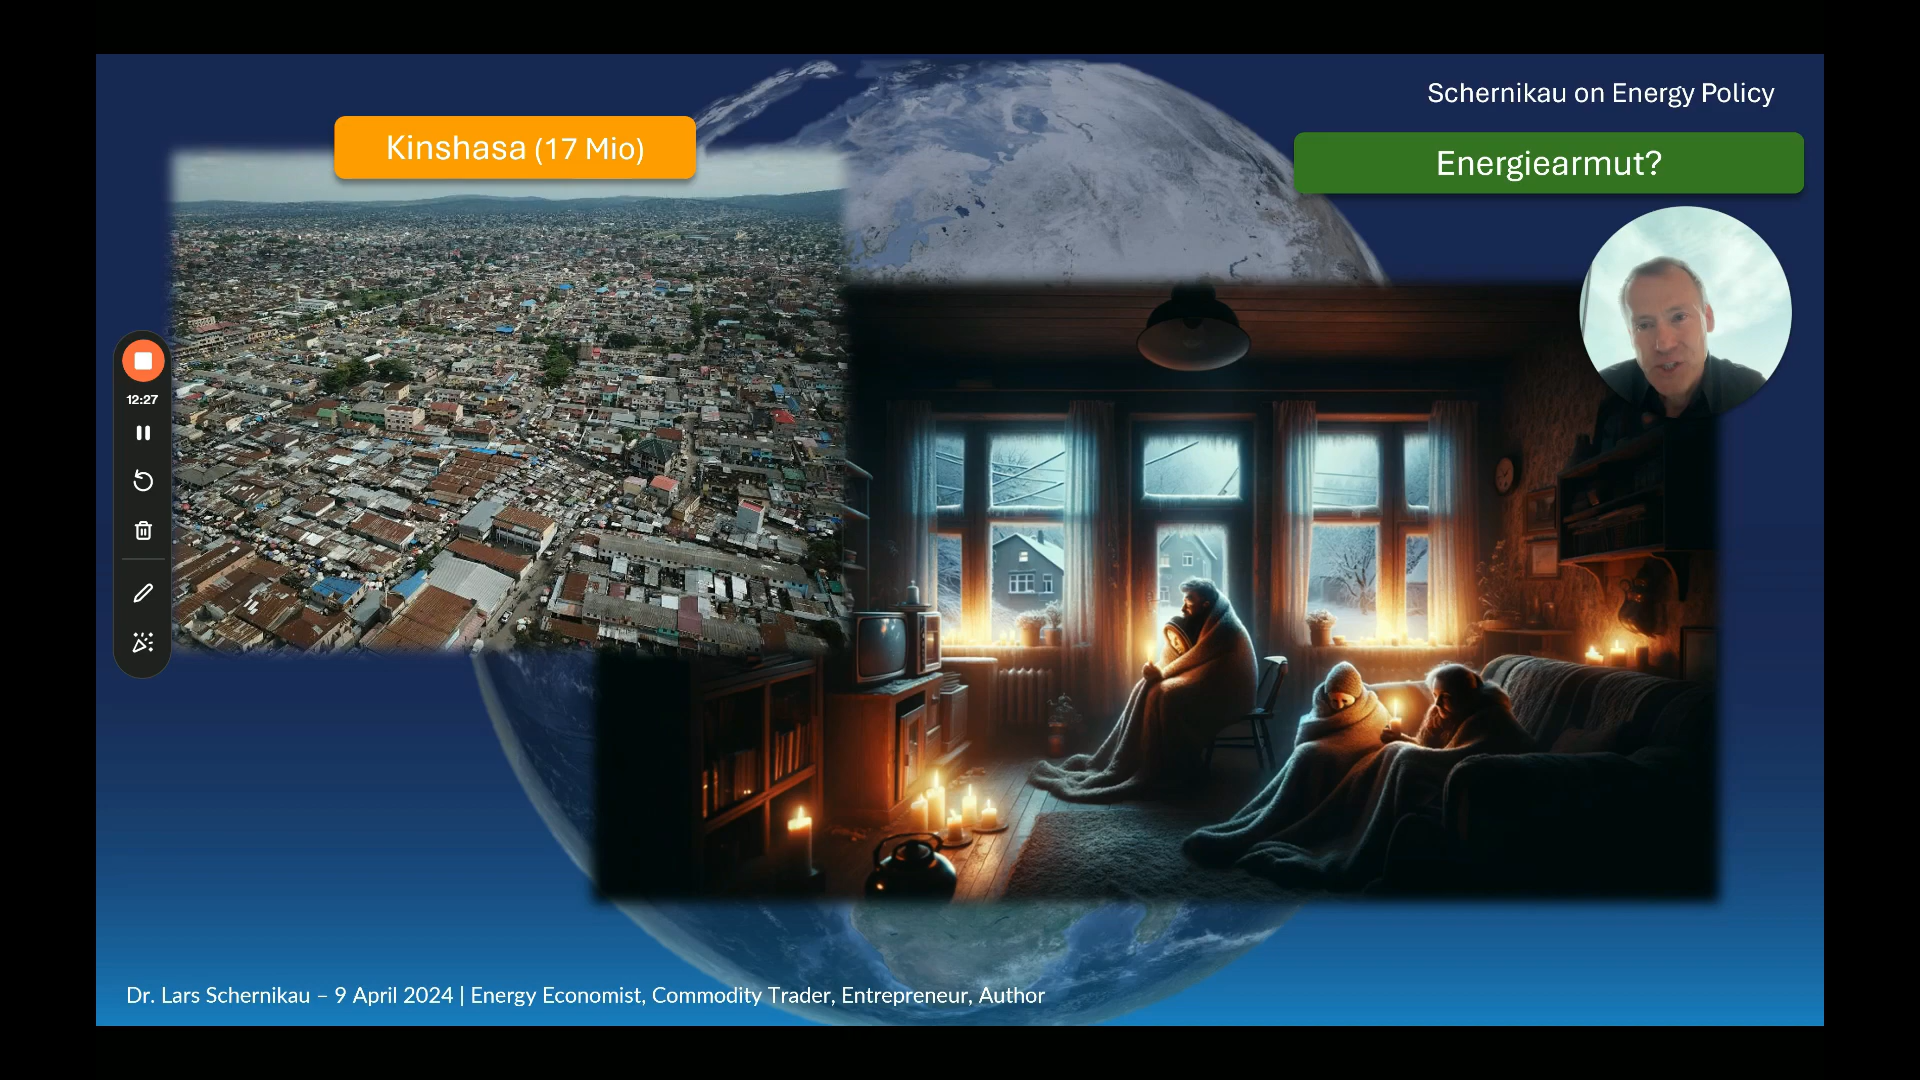 Schernikau on Energy Policy
Kinshasa (17 Mio)
Energiearmut?
12:27
Dr. Lars Schernikau – 9 April 2024 | Energy Economist, Commodity Trader, Entrepreneur, Author